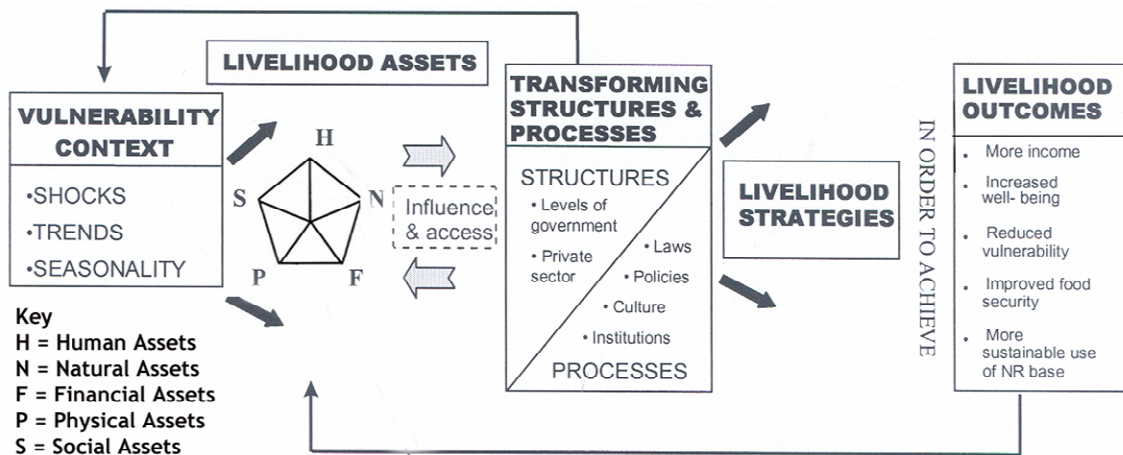 LIVELIHOOD ASSETS
VULNERABILITY
CONTEXT
•SHOCKS
•TRENDS
•SEASONALITY
H
S
N
P
F
Influence
& access
TRANSFORMING
STRUCTURES &
PROCESSES
STRUCTURES
• Levels of
government
• Private
sector
• Laws
• Policies
• Culture
• Institutions
PROCESSES
LIVELIHOOD
STRATEGIES
IN ORDER TO ACHIEVE
LIVELIHOOD
OUTCOMES
• More income
• Increased
well- being
• Reduced
vulnerability
• Improved food
security
• More
sustainable use
of NR base
Key
H = Human Assets
N = Natural Assets
F = Financial Assets
P = Physical Assets
S = Social Assets